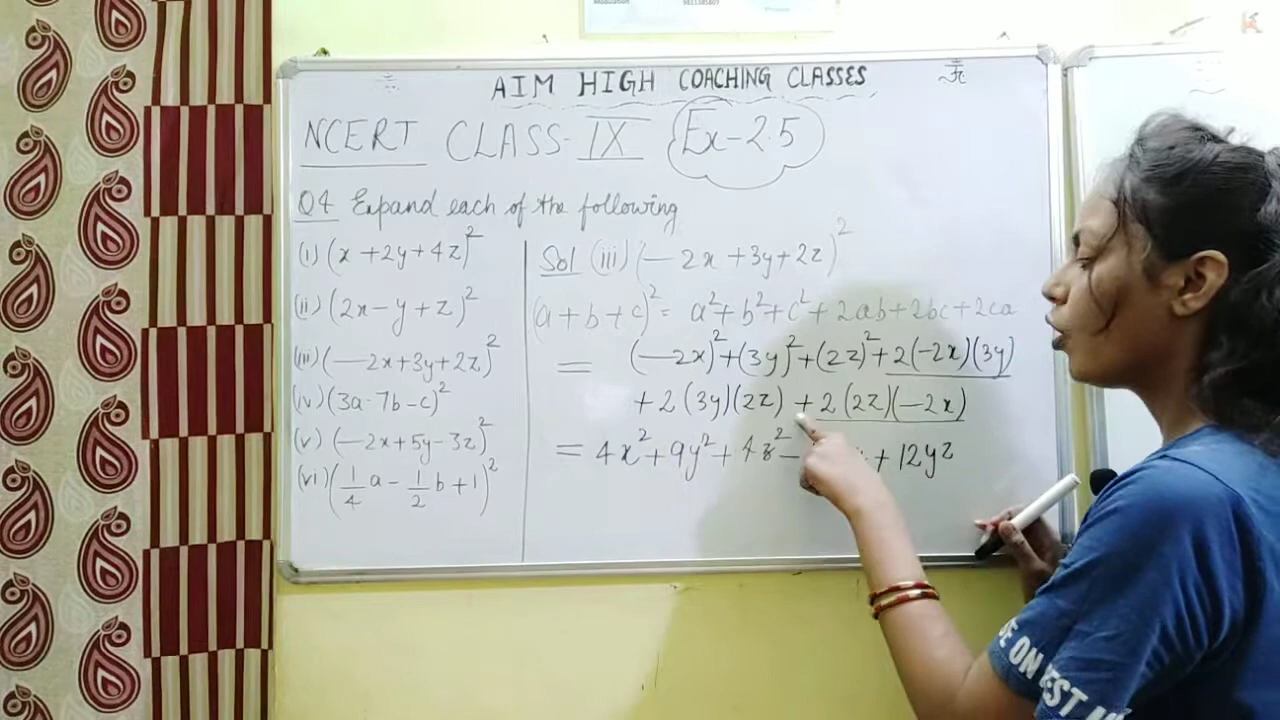 Modulation 9811385807
K
AIM HIGH COACHING CLASSES
NCERT CLASS-IX Ex-2.5
Q4 Expand each of the following
(i) (x + 2y + 4z)²
(ii) (2x - y + z)²
(iii) (-2x + 3y + 2z)²
(iv) (3a - 7b - c)²
(v) (-2x + 5y - 3z)²
(vi) (1/4 a - 1/2 b + 1)²
Sol (iii) (-2x + 3y + 2z)²
(a + b + c)² = a² + b² + c² + 2ab + 2bc + 2ca
= (-2x)² + (3y)² + (2z)² + 2(-2x)(3y)
+ 2(3y)(2z) + 2(2z)(-2x)
= 4x² + 9y² + 4z² - + 12yz